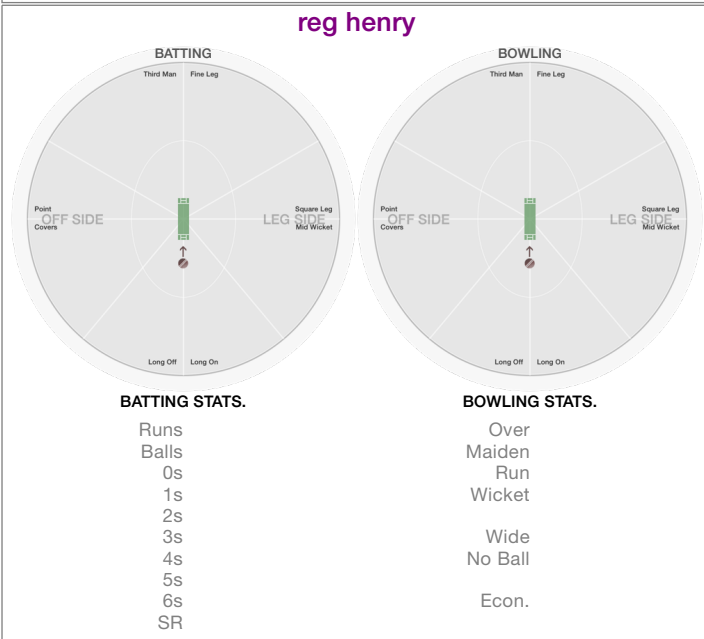 reg henry
BATTING
Third Man Fine Leg
Point
OFF SIDE
Covers
Square Leg
LEG SIDE
Mid Wicket
Long Off Long On
BOWLING
Third Man Fine Leg
Point
OFF SIDE
Covers
Square Leg
LEG SIDE
Mid Wicket
Long Off Long On
BATTING STATS.
Runs
Balls
0s
1s
2s
3s
4s
5s
6s
SR
BOWLING STATS.
Over
Maiden
Run
Wicket
Wide
No Ball
Econ.